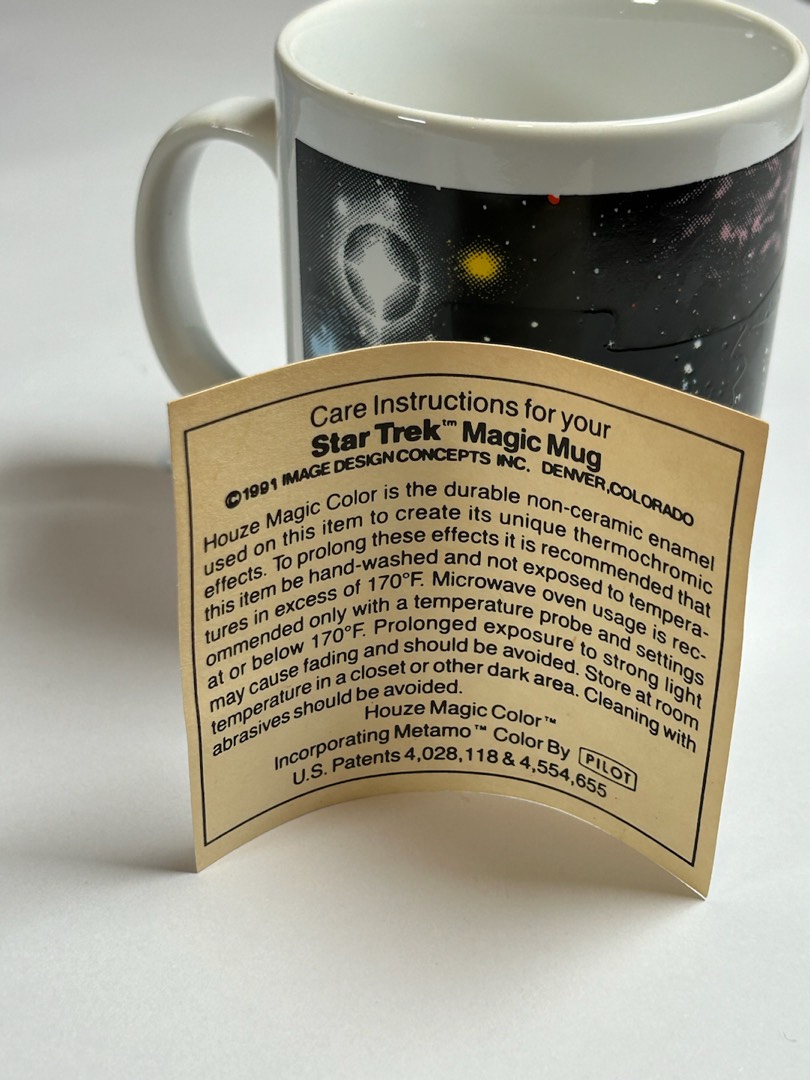 Care Instructions for your
Star Trek™ Magic Mug
©1991 IMAGE DESIGN CONCEPTS INC. DENVER, COLORADO
Houze Magic Color is the durable non-ceramic enamel
used on this item to create its unique thermochromic
effects. To prolong these effects it is recommended that
this item be hand-washed and not exposed to tempera-
tures in excess of 170°F. Microwave oven usage is rec-
ommended only with a temperature probe and settings
at or below 170°F. Prolonged exposure to strong light
may cause fading and should be avoided. Store at room
temperature in a closet or other dark area. Cleaning with
abrasives should be avoided.
Houze Magic Color™
Incorporating Metamo™ Color By PILOT
U.S. Patents 4,028,118 & 4,554,655